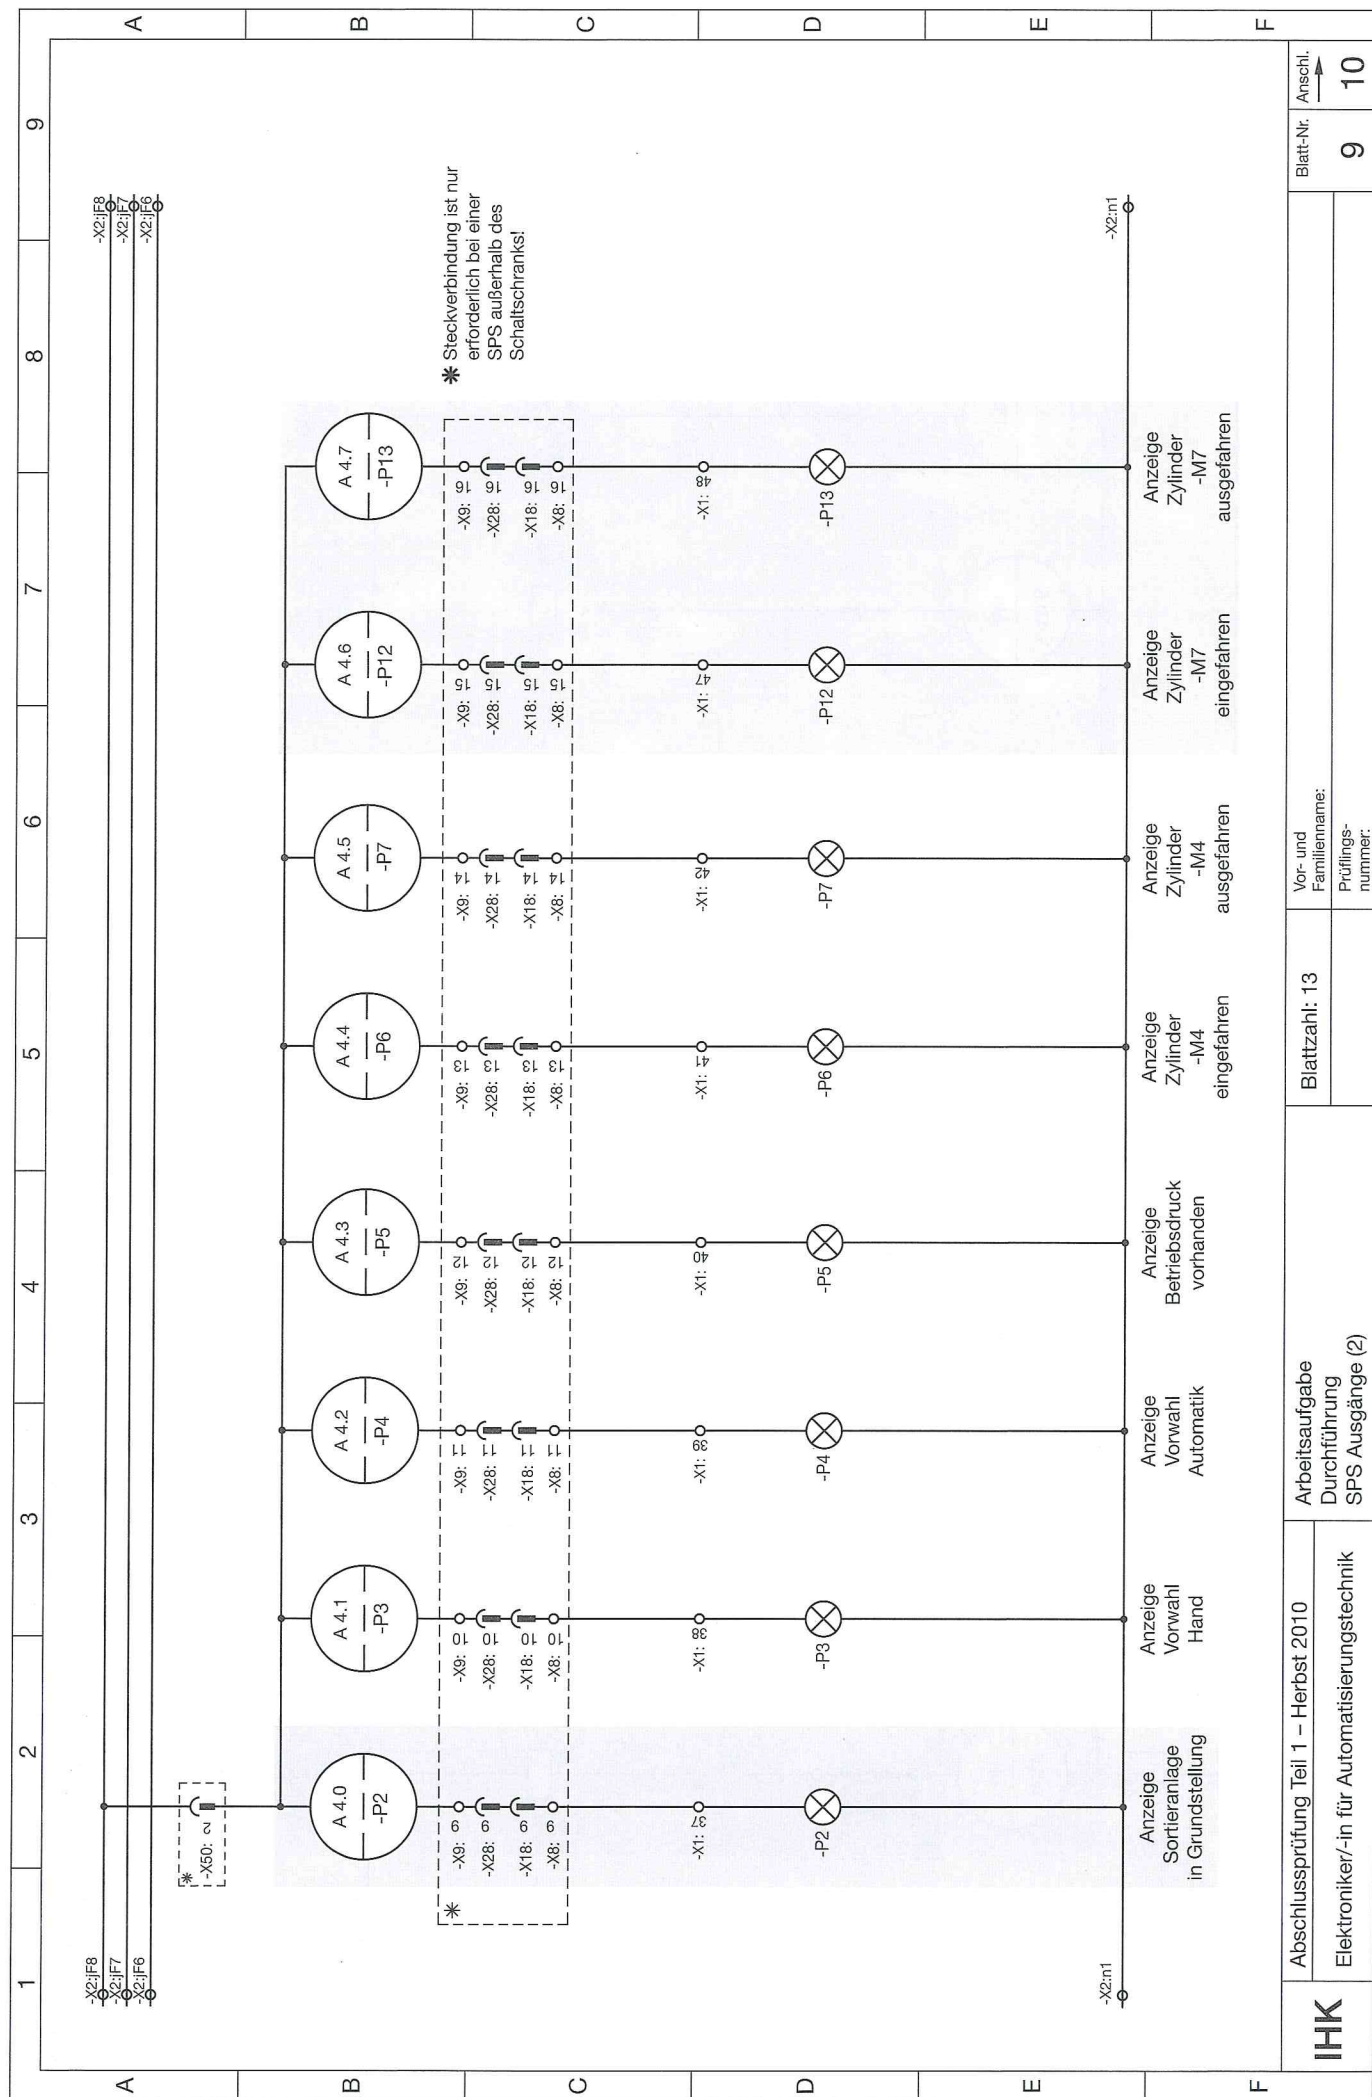 1 2 3 4 5 6 7 8 9
A
B
C
D
E
F
A
B
C
D
E
F
-X2:jF8
-X2:jF7
-X2:jF6
-X2:jF8
-X2:jF7
-X2:jF6
*
-X50: 2
A 4.0
-P2
A 4.1
-P3
A 4.2
-P4
A 4.3
-P5
A 4.4
-P6
A 4.5
-P7
A 4.6
-P12
A 4.7
-P13
*
-X9: 9
-X28: 9
-X18: 9
-X8: 9
-X9: 10
-X28: 10
-X18: 10
-X8: 10
-X9: 11
-X28: 11
-X18: 11
-X8: 11
-X9: 12
-X28: 12
-X18: 12
-X8: 12
-X9: 13
-X28: 13
-X18: 13
-X8: 13
-X9: 14
-X28: 14
-X18: 14
-X8: 14
-X9: 15
-X28: 15
-X18: 15
-X8: 15
-X9: 16
-X28: 16
-X18: 16
-X8: 16
* Steckverbindung ist nur
erforderlich bei einer
SPS außerhalb des
Schaltschranks!
-X1: 37
-X1: 38
-X1: 39
-X1: 40
-X1: 41
-X1: 42
-X1: 47
-X1: 48
-P2
-P3
-P4
-P5
-P6
-P7
-P12
-P13
-X2:n1
-X2:n1
Anzeige
Sortieranlage
in Grundstellung
Anzeige
Vorwahl
Hand
Anzeige
Vorwahl
Automatik
Anzeige
Betriebsdruck
vorhanden
Anzeige
Zylinder
-M4
eingefahren
Anzeige
Zylinder
-M4
ausgefahren
Anzeige
Zylinder
-M7
eingefahren
Anzeige
Zylinder
-M7
ausgefahren
IHK
Abschlussprüfung Teil 1 – Herbst 2010
Elektroniker/-in für Automatisierungstechnik
Arbeitsaufgabe
Durchführung
SPS Ausgänge (2)
Blattzahl: 13
Vor- und
Familienname:
Prüflings-
nummer:
Blatt-Nr.
9
Anschl.
10